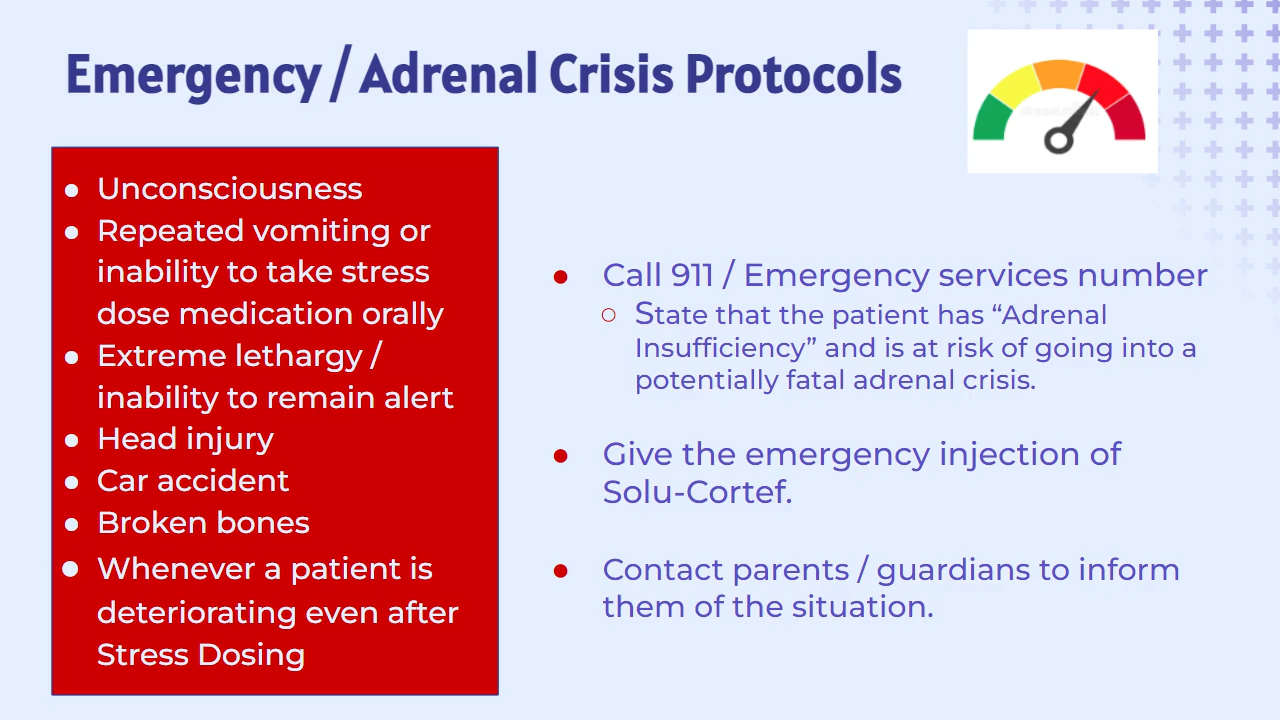 Emergency / Adrenal Crisis Protocols
● Unconsciousness
● Repeated vomiting or
inability to take stress
dose medication orally
● Extreme lethargy /
inability to remain alert
● Head injury
● Car accident
● Broken bones
● Whenever a patient is
deteriorating even after
Stress Dosing
● Call 911 / Emergency services number
○ State that the patient has “Adrenal
Insufficiency” and is at risk of going into a
potentially fatal adrenal crisis.
● Give the emergency injection of
Solu-Cortef.
● Contact parents / guardians to inform
them of the situation.